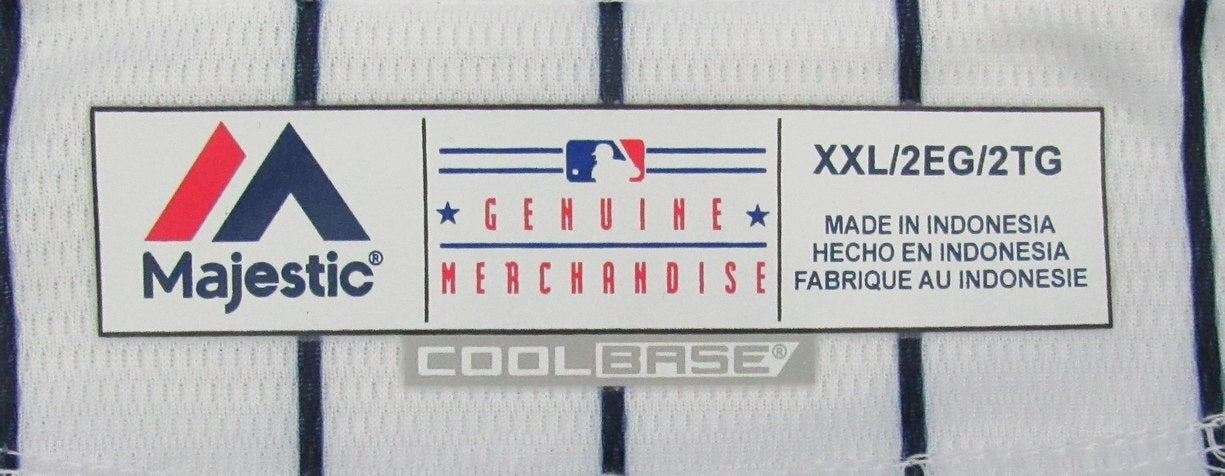 Majestic®
GENUINE
MERCHANDISE
XXL/2EG/2TG
MADE IN INDONESIA
HECHO EN INDONESIA
FABRIQUE AU INDONESIE
COOLBASE®